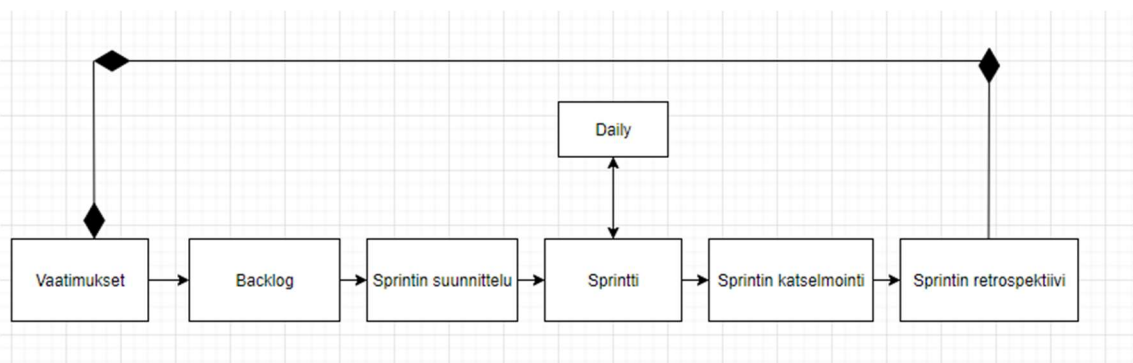 Daily
Vaatimukset
Backlog
Sprintin suunnittelu
Sprintti
Sprintin katselmointi
Sprintin retrospektiivi